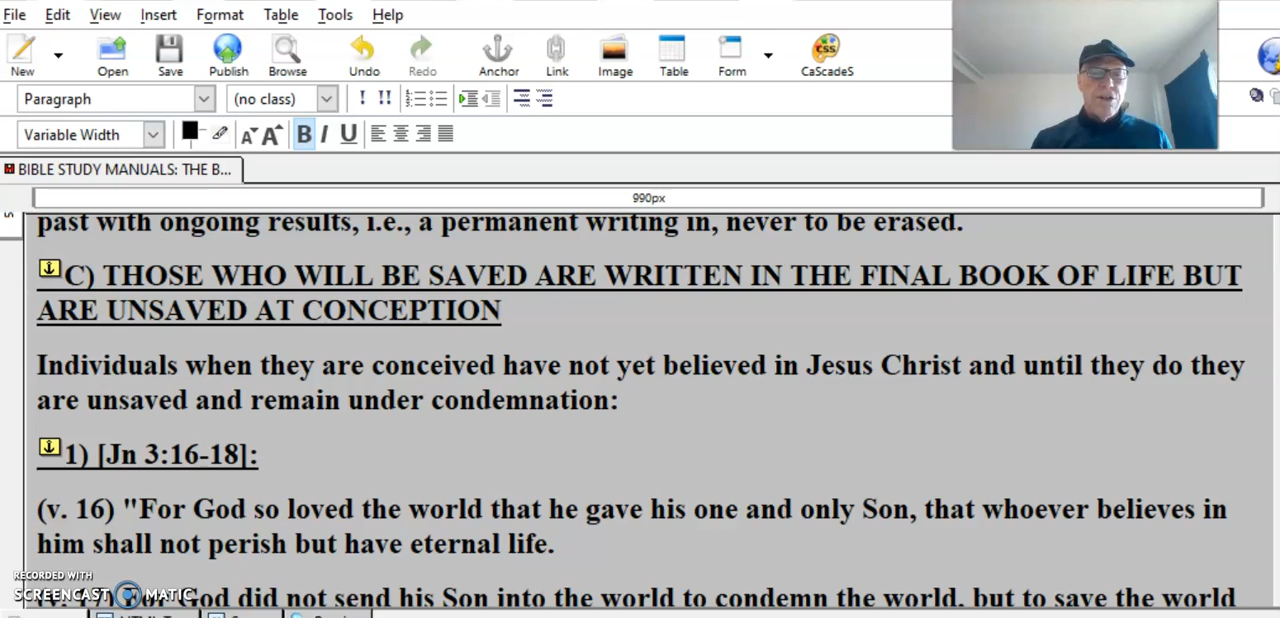 File Edit View Insert Format Table Tools Help
New Open Save Publish Browse Undo Redo Anchor Link Image Table Form CaScadeS
Paragraph (no class) ! !!
Variable Width A A B I U
BIBLE STUDY MANUALS: THE B...
990px
past with ongoing results, i.e., a permanent writing in, never to be erased.
C) THOSE WHO WILL BE SAVED ARE WRITTEN IN THE FINAL BOOK OF LIFE BUT
ARE UNSAVED AT CONCEPTION
Individuals when they are conceived have not yet believed in Jesus Christ and until they do they
are unsaved and remain under condemnation:
1) [Jn 3:16-18]:
(v. 16) "For God so loved the world that he gave his one and only Son, that whoever believes in
him shall not perish but have eternal life.
RECORDED WITH
SCREENCAST MATIC
(v. 17) For God did not send his Son into the world to condemn the world, but to save the world